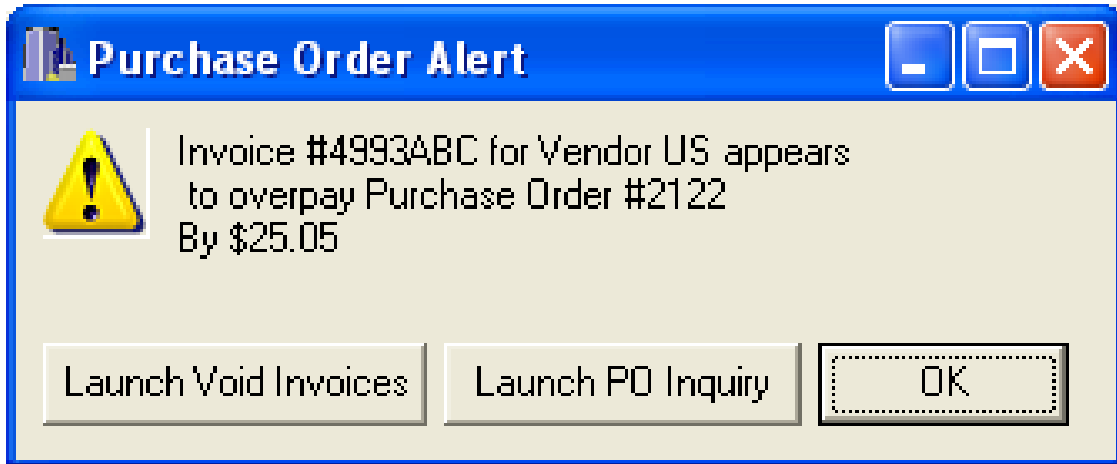 Purchase Order Alert
Invoice #4993ABC for Vendor US appears
to overpay Purchase Order #2122
By $25.05
Launch Void Invoices
Launch PO Inquiry
OK